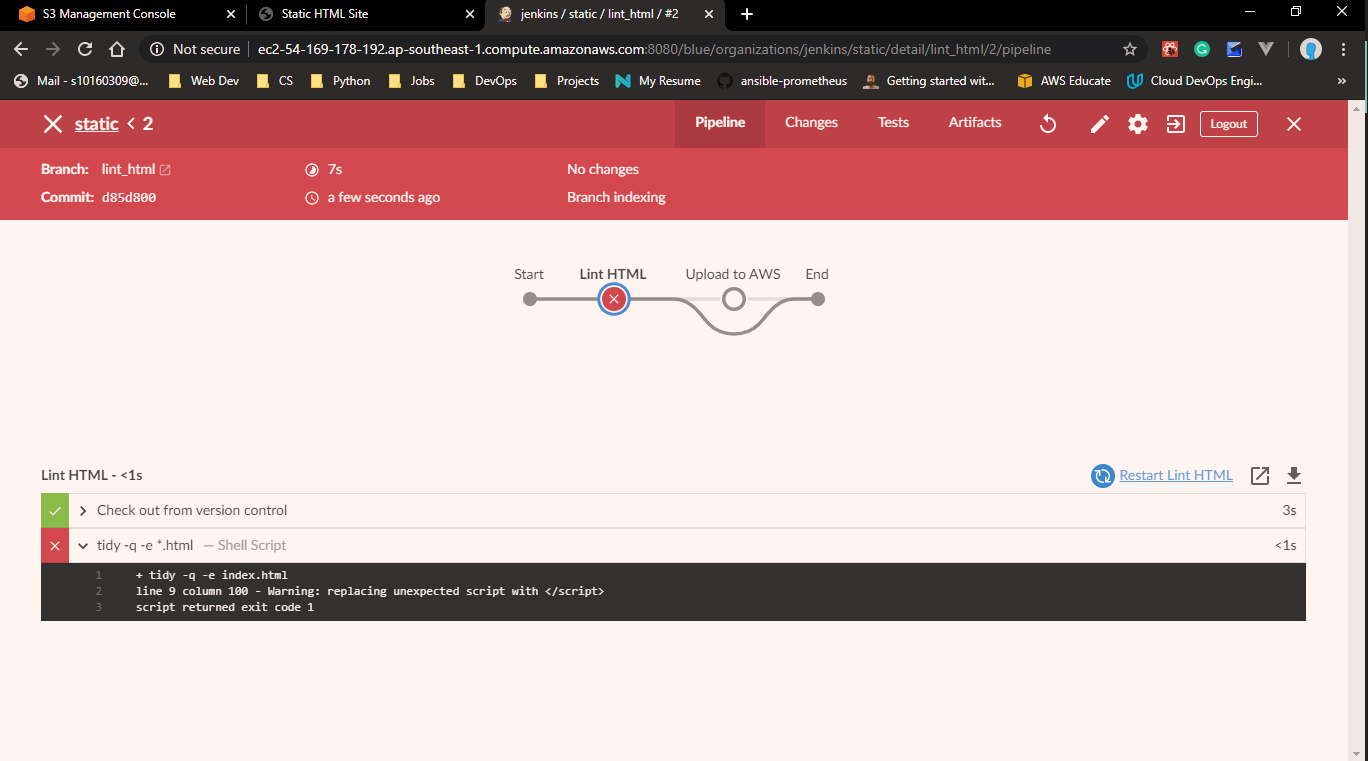 S3 Management Console
Static HTML Site
jenkins / static / lint_html / #2
Not secure
ec2-54-169-178-192.ap-southeast-1.compute.amazonaws.com:8080/blue/organizations/jenkins/static/detail/lint_html/2/pipeline
Mail - s10160309@... Web Dev CS Python Jobs DevOps Projects My Resume ansible-prometheus Getting started wit... AWS Educate Cloud DevOps Engi... »
static < 2
Pipeline Changes Tests Artifacts Logout
Branch: lint_html 7s No changes
Commit: d85d800 a few seconds ago Branch indexing
Start Lint HTML Upload to AWS End
Lint HTML - <1s Restart Lint HTML
Check out from version control 3s
tidy -q -e *.html — Shell Script <1s
1 + tidy -q -e index.html
2 line 9 column 100 - Warning: replacing unexpected script with </script>
3 script returned exit code 1